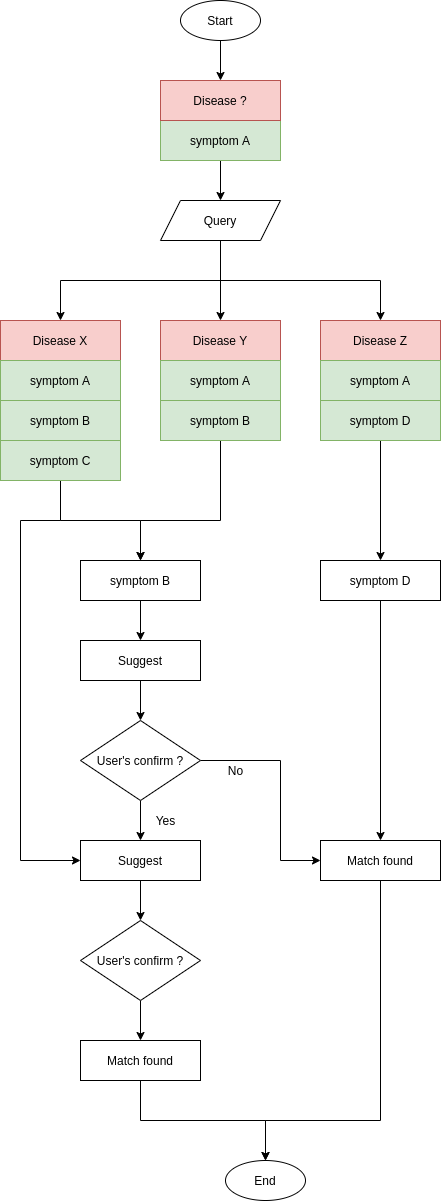 Start
Disease ?
symptom A
Query
Disease X
symptom A
symptom B
symptom C
Disease Y
symptom A
symptom B
Disease Z
symptom A
symptom D
symptom B
symptom D
Suggest
User's confirm ?
No
Yes
Suggest
Match found
User's confirm ?
Match found
End